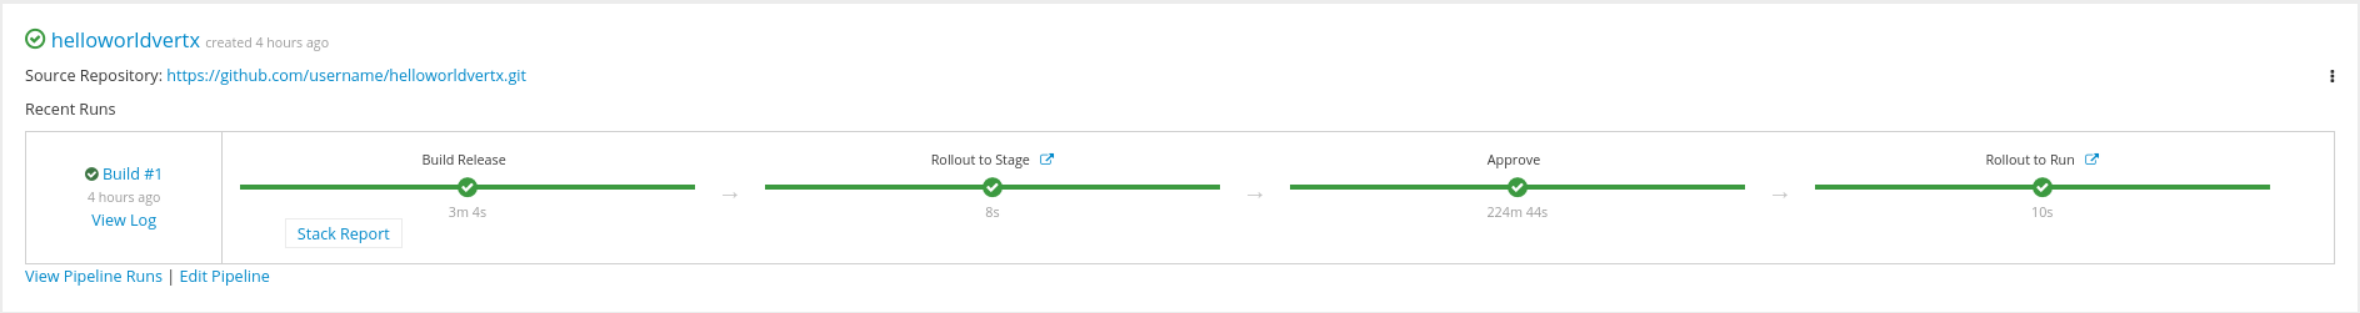 helloworldvertx created 4 hours ago
Source Repository: https://github.com/username/helloworldvertx.git
Recent Runs
Build #1
4 hours ago
View Log
Build Release
3m 4s
Stack Report
Rollout to Stage
8s
Approve
224m 44s
Rollout to Run
10s
View Pipeline Runs | Edit Pipeline